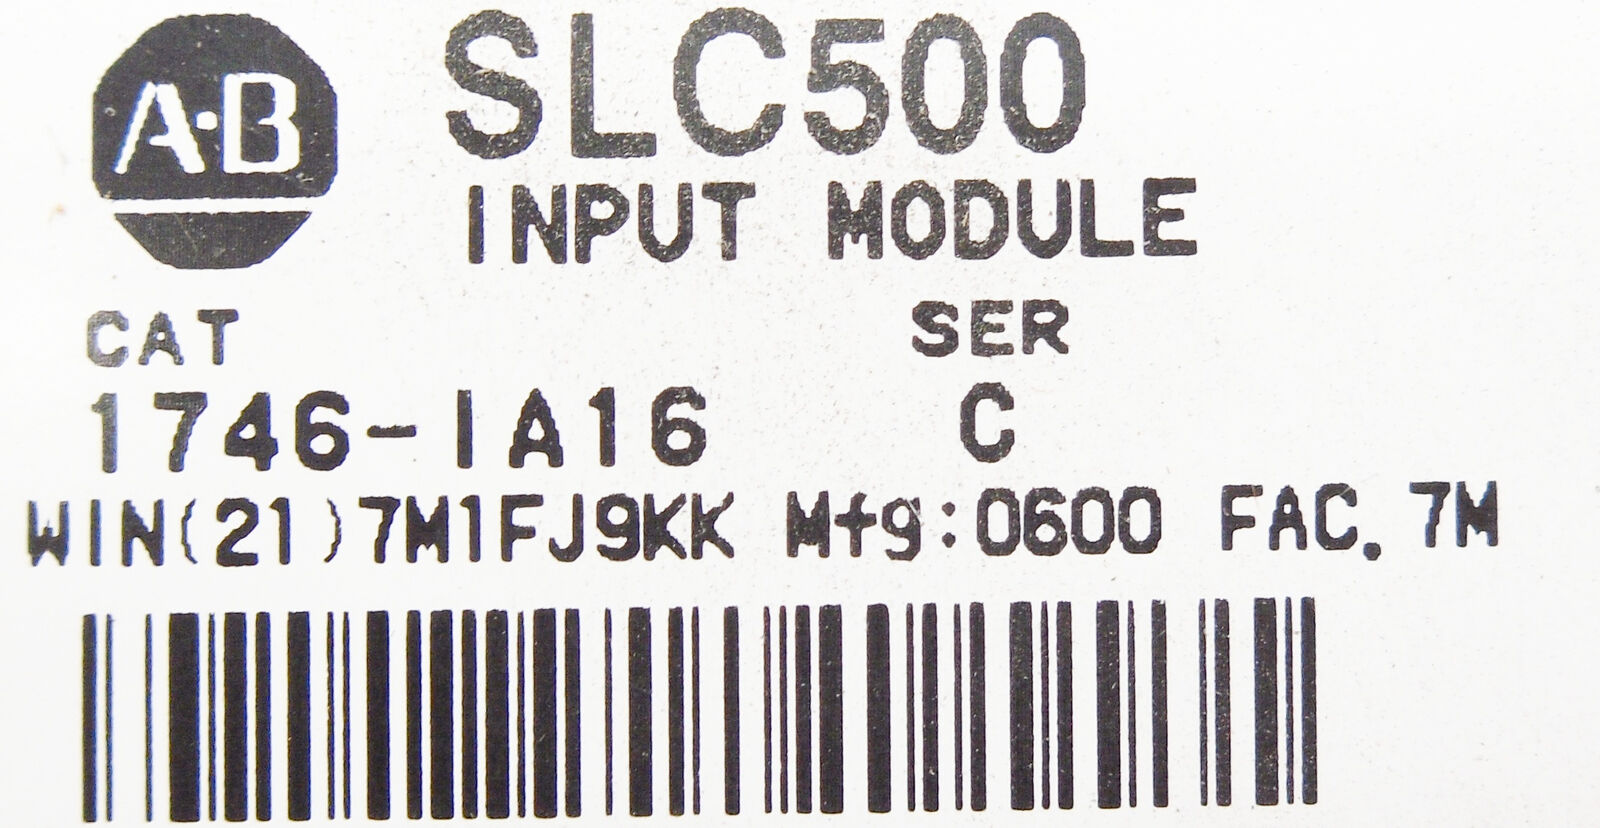 A·B
SLC500
INPUT MODULE
CAT SER
1746-IA16 C
WIN(21)7M1FJ9KK Mfg:0600 FAC. 7M